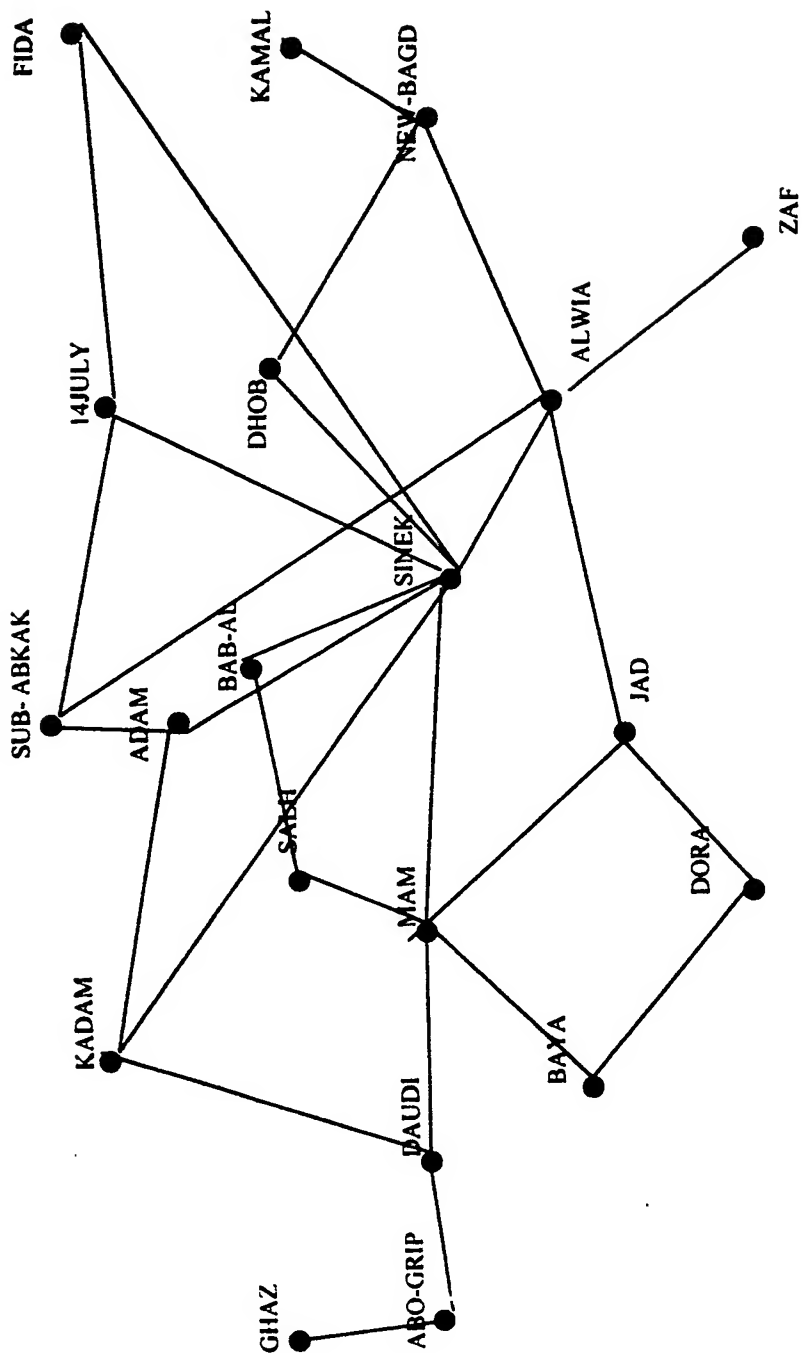 GHAZ
ABO-GRIP
DAUDI
KADAM
BAYA
MAM
SALH
DORA
JAD
ADAM
SUB- ABKAK
BAB-AL
SINEK
14JULY
DHOB
ALWIA
ZAF
NEW-BAGD
KAMAL
FIDA